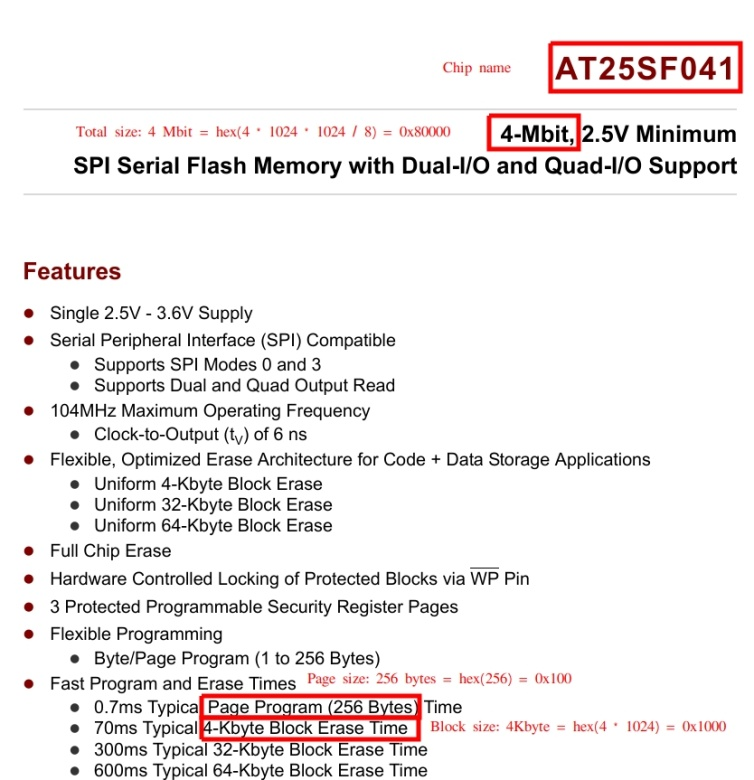 Chip name AT25SF041
Total size: 4 Mbit = hex(4 * 1024 * 1024 / 8) = 0x80000 4-Mbit, 2.5V Minimum
SPI Serial Flash Memory with Dual-I/O and Quad-I/O Support
Features
● Single 2.5V - 3.6V Supply
● Serial Peripheral Interface (SPI) Compatible
● Supports SPI Modes 0 and 3
● Supports Dual and Quad Output Read
● 104MHz Maximum Operating Frequency
● Clock-to-Output (tV) of 6 ns
● Flexible, Optimized Erase Architecture for Code + Data Storage Applications
● Uniform 4-Kbyte Block Erase
● Uniform 32-Kbyte Block Erase
● Uniform 64-Kbyte Block Erase
● Full Chip Erase
● Hardware Controlled Locking of Protected Blocks via WP Pin
● 3 Protected Programmable Security Register Pages
● Flexible Programming
● Byte/Page Program (1 to 256 Bytes)
● Fast Program and Erase Times Page size: 256 bytes = hex(256) = 0x100
● 0.7ms Typical Page Program (256 Bytes) Time
● 70ms Typical 4-Kbyte Block Erase Time Block size: 4Kbyte = hex(4 * 1024) = 0x1000
● 300ms Typical 32-Kbyte Block Erase Time
● 600ms Typical 64-Kbyte Block Erase Time